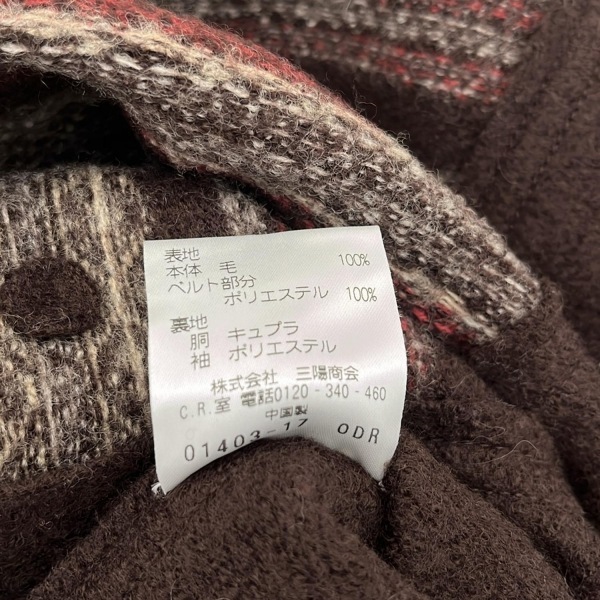 表地
本体 毛 100%
ベルト部分
ポリエステル 100%
裏地
胴 キュプラ
袖 ポリエステル
株式会社 三陽商会
C.R.室 電話0120-340-460
中国製
01403-17 ODR